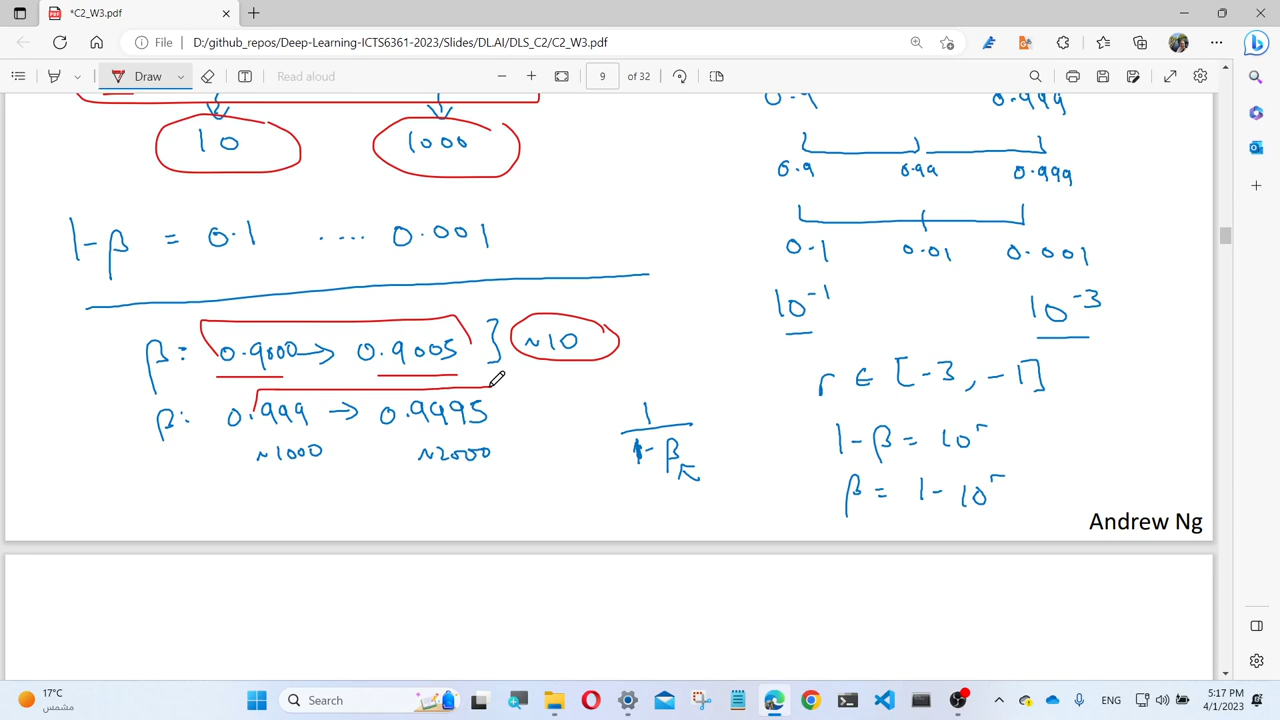 *C2_W3.pdf
File
D:/github_repos/Deep-Learning-ICTS6361-2023/Slides/DL.AI/DLS_C2/C2_W3.pdf
Draw
Read aloud
9 of 32
0.9 0.999
10 1000
0.9 0.99 0.999
1-β = 0.1 .... 0.001
0.1 0.01 0.001
10^-1 10^-3
β: 0.9000 → 0.9005 } ~10
r ∈ [-3, -1]
β: 0.999 → 0.9995
~1000 ~2000
1
1-β
1-β = 10^r
β = 1-10^r
Andrew Ng
17°C
مشمس
Search
ENG
5:17 PM
4/1/2023